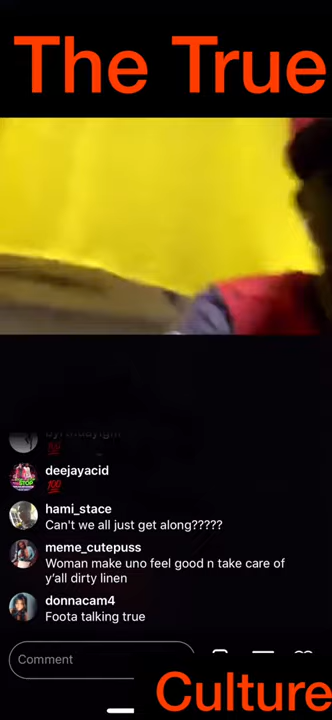 The True
deejayacid
💯
hami_stace
Can't we all just get along?????
meme_cutepuss
Woman make uno feel good n take care of
y'all dirty linen
donnacam4
Foota talking true
Comment
Culture